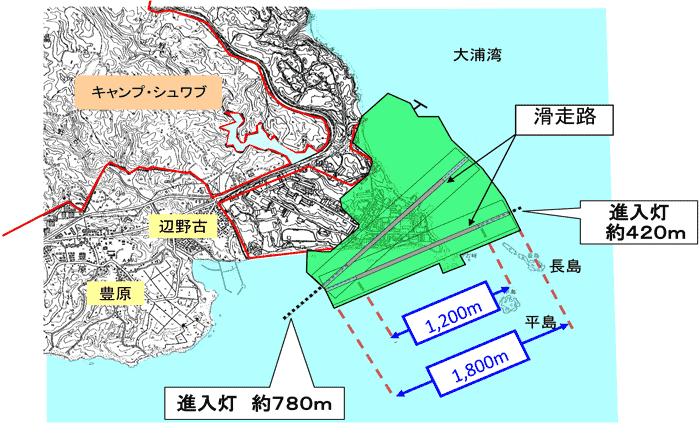 大浦湾
キャンプ・シュワブ
滑走路
進入灯
約420m
辺野古
長島
豊原
1,200m
平島
1,800m
進入灯 約780m